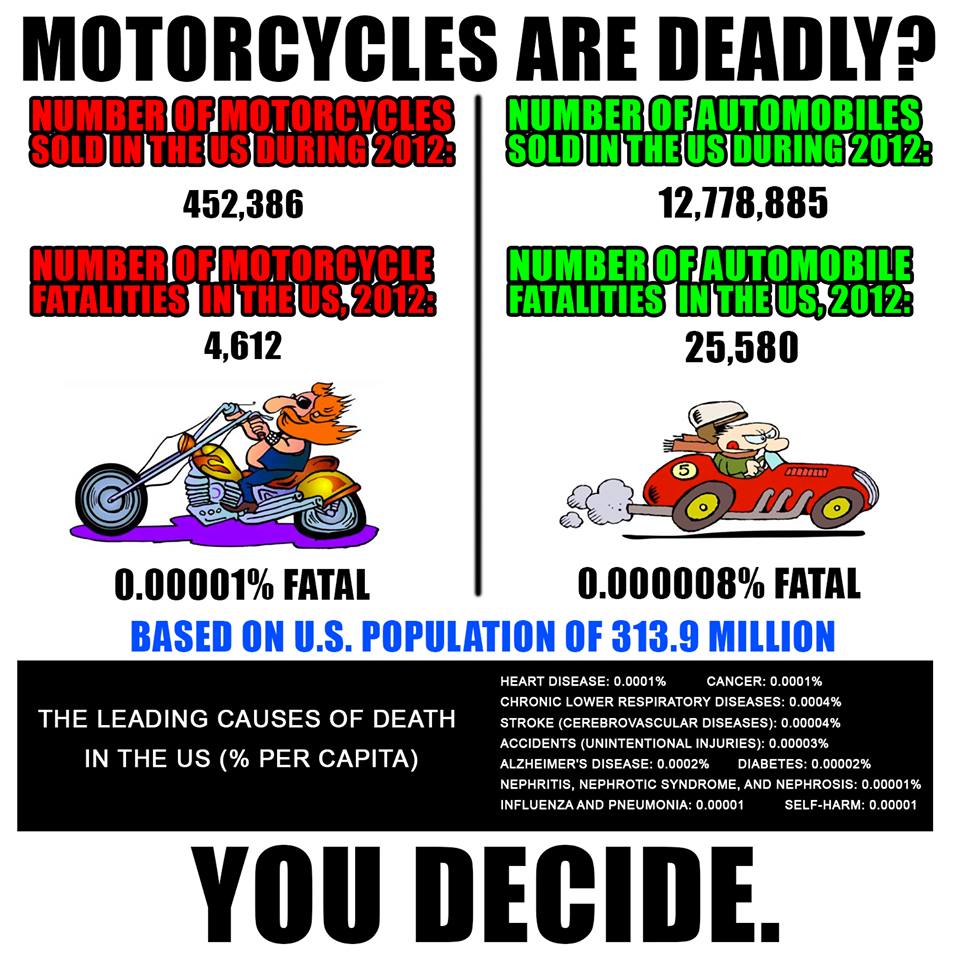 MOTORCYCLES ARE DEADLY?
NUMBER OF MOTORCYCLES
SOLD IN THE US DURING 2012:
452,386
NUMBER OF MOTORCYCLE
FATALITIES IN THE US, 2012:
4,612
0.00001% FATAL
NUMBER OF AUTOMOBILES
SOLD IN THE US DURING 2012:
12,778,885
NUMBER OF AUTOMOBILE
FATALITIES IN THE US, 2012:
25,580
5
0.000008% FATAL
BASED ON U.S. POPULATION OF 313.9 MILLION
THE LEADING CAUSES OF DEATH
IN THE US (% PER CAPITA)
HEART DISEASE: 0.0001% CANCER: 0.0001%
CHRONIC LOWER RESPIRATORY DISEASES: 0.0004%
STROKE (CEREBROVASCULAR DISEASES): 0.00004%
ACCIDENTS (UNINTENTIONAL INJURIES): 0.00003%
ALZHEIMER'S DISEASE: 0.0002% DIABETES: 0.00002%
NEPHRITIS, NEPHROTIC SYNDROME, AND NEPHROSIS: 0.00001%
INFLUENZA AND PNEUMONIA: 0.00001 SELF-HARM: 0.00001
YOU DECIDE.